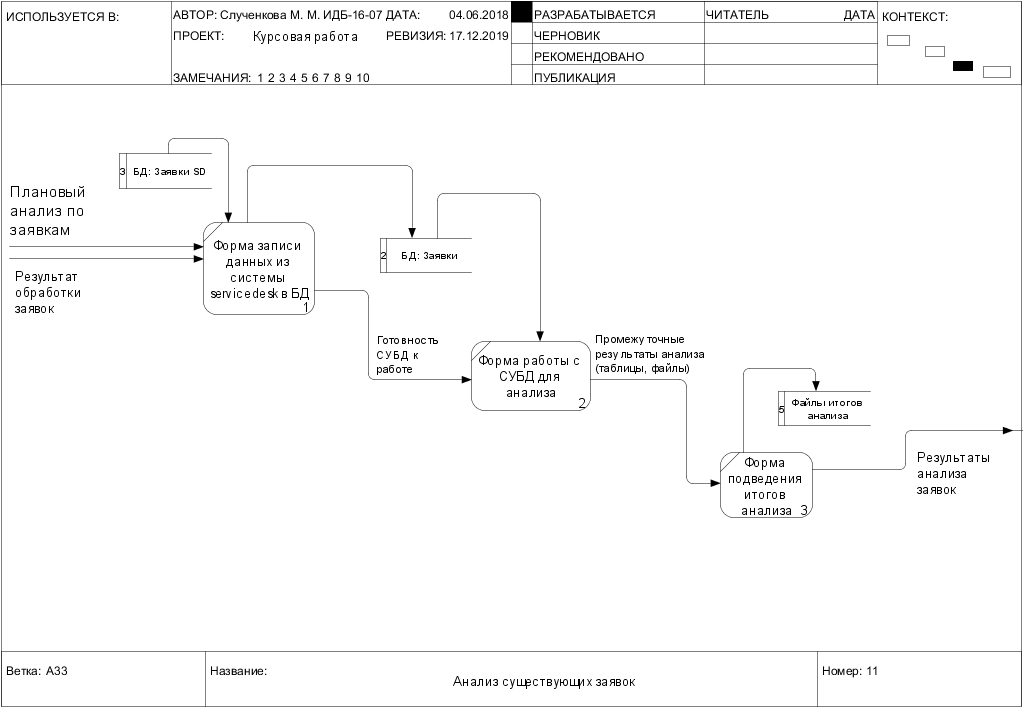 ИСПОЛЬЗУЕТСЯ В:
АВТОР: Слученкова М. М. ИДБ-16-07 ДАТА: 04.06.2018
РАЗРАБАТЫВАЕТСЯ
ЧИТАТЕЛЬ ДАТА
КОНТЕКСТ:
ПРОЕКТ: Курсовая работа РЕВИЗИЯ: 17.12.2019
ЧЕРНОВИК
РЕКОМЕНДОВАНО
ЗАМЕЧАНИЯ: 1 2 3 4 5 6 7 8 9 10
ПУБЛИКАЦИЯ
3 БД: Заявки SD
Плановый
анализ по
заявкам
Результат
обработки
заявок
Форма записи
данных из
системы
servicedesk в БД
1
2 БД: Заявки
Готовность
СУБД к
работе
Форма работы с
СУБД для
анализа
2
Промежуточные
результаты анализа
(таблицы, файлы)
5 Файлы итогов
анализа
Форма
подведения
итогов
анализа 3
Результаты
анализа
заявок
Ветка: A33
Название:
Анализ существующих заявок
Номер: 11